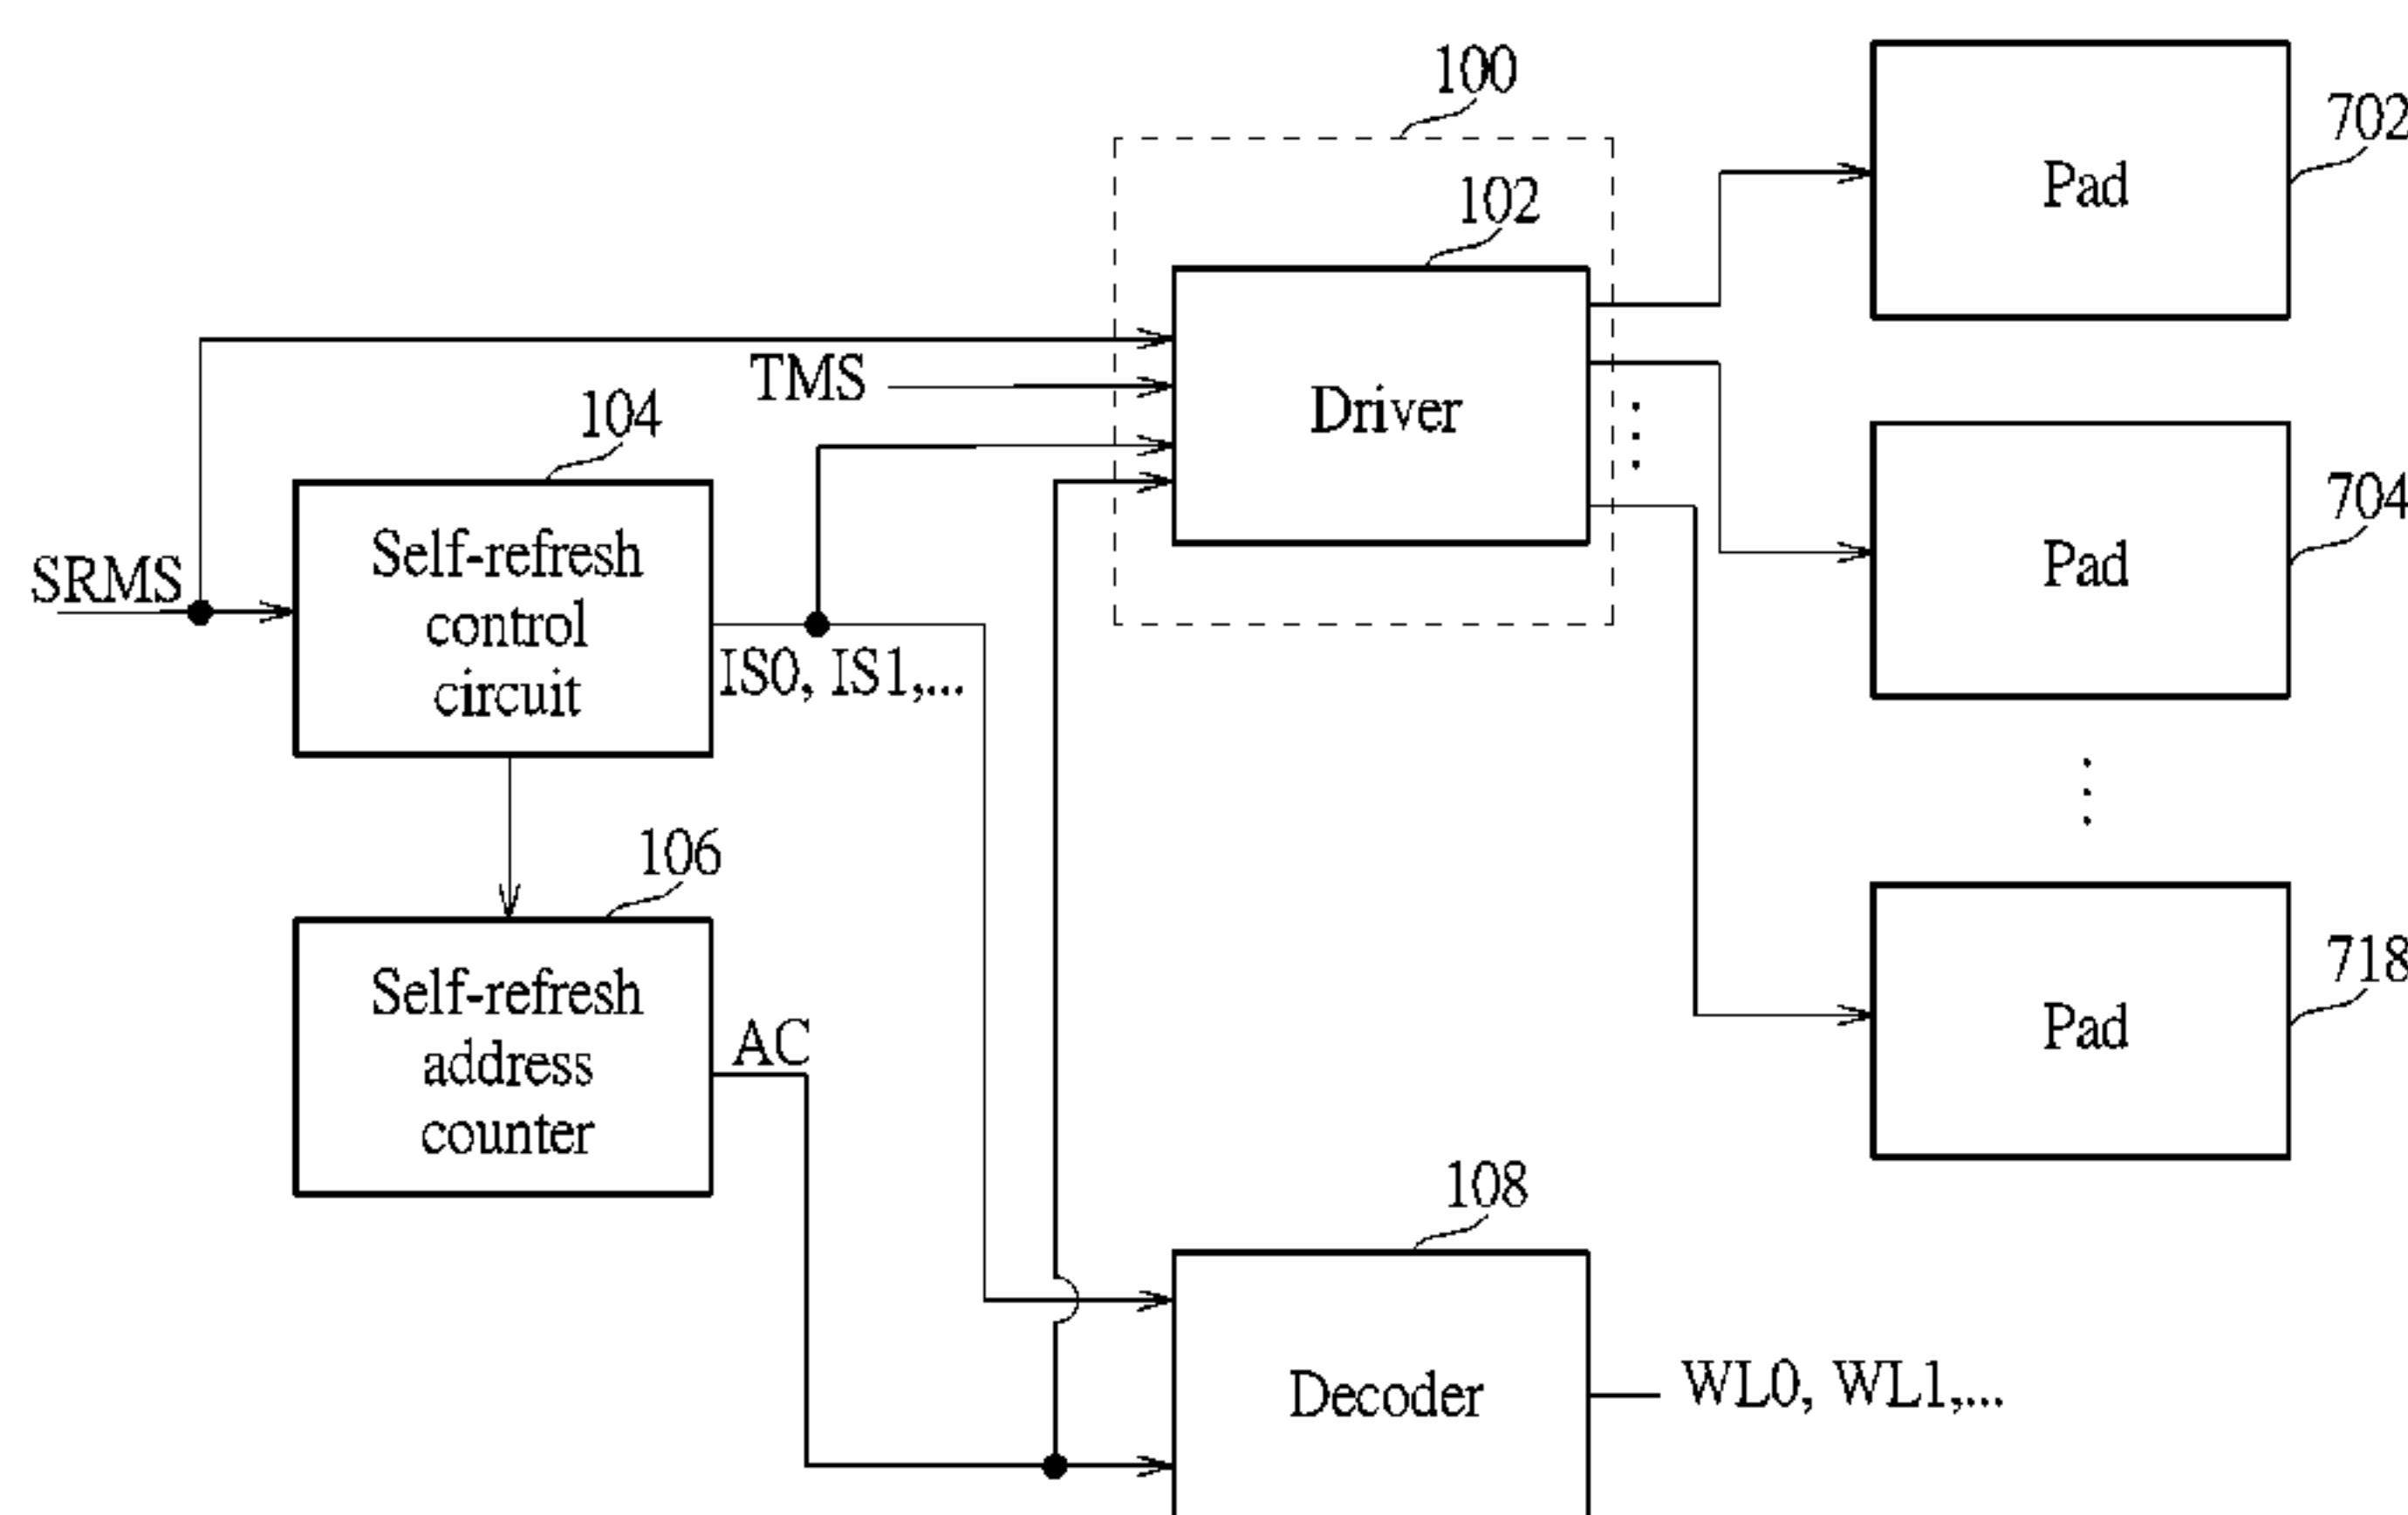 100
702
Pad
102
TMS
Driver
104
704
Pad
SRMS
Self-refresh
control
circuit
IS0, IS1,...
106
Self-refresh
address
counter
AC
718
Pad
108
Decoder
WL0, WL1,...